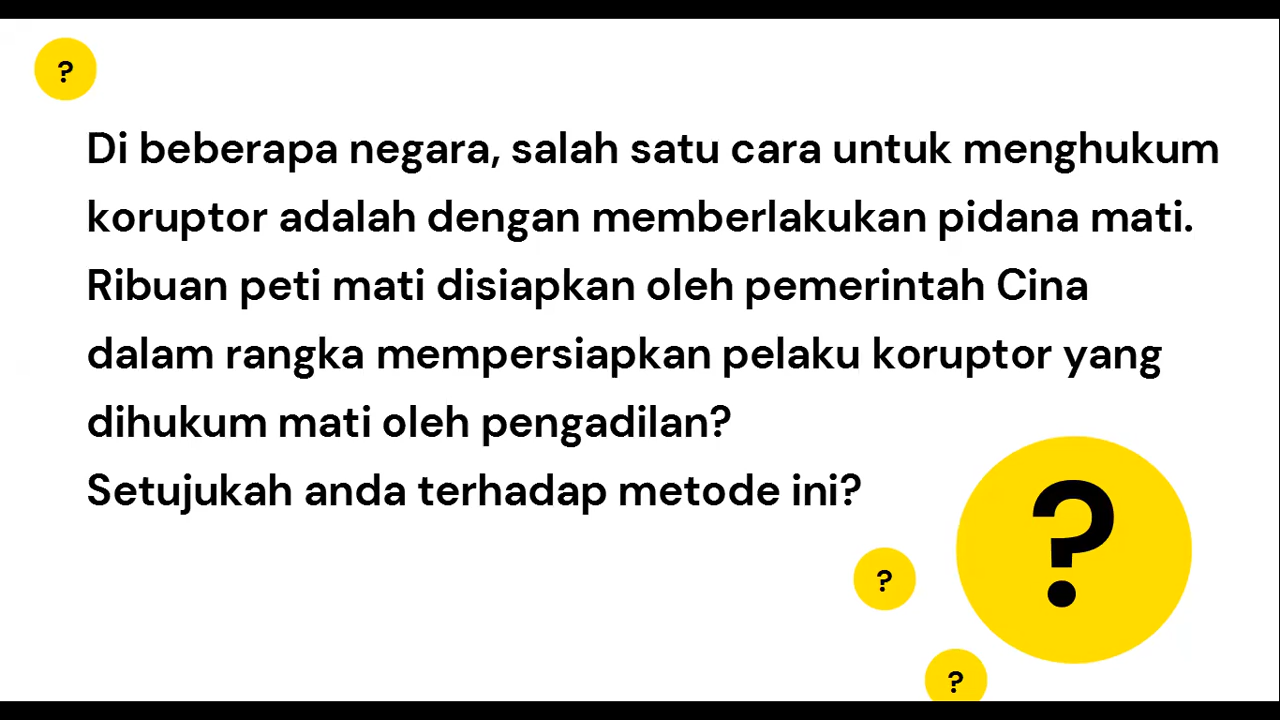 ?
Di beberapa negara, salah satu cara untuk menghukum
koruptor adalah dengan memberlakukan pidana mati.
Ribuan peti mati disiapkan oleh pemerintah Cina
dalam rangka mempersiapkan pelaku koruptor yang
dihukum mati oleh pengadilan?
Setujukah anda terhadap metode ini?
?
?
?